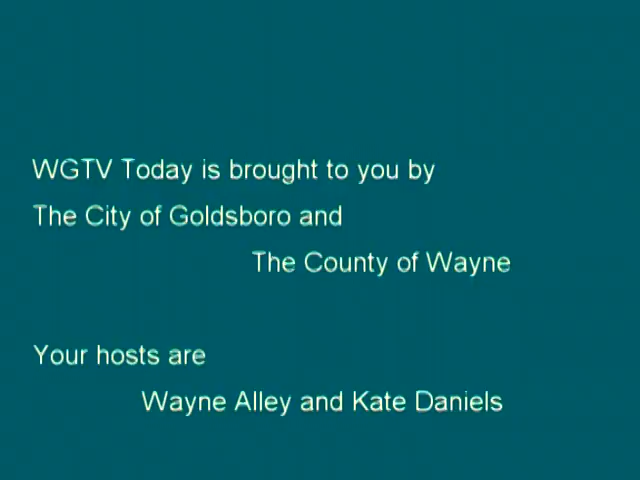 WGTV Today is brought to you by
The City of Goldsboro and
The County of Wayne
Your hosts are
Wayne Alley and Kate Daniels